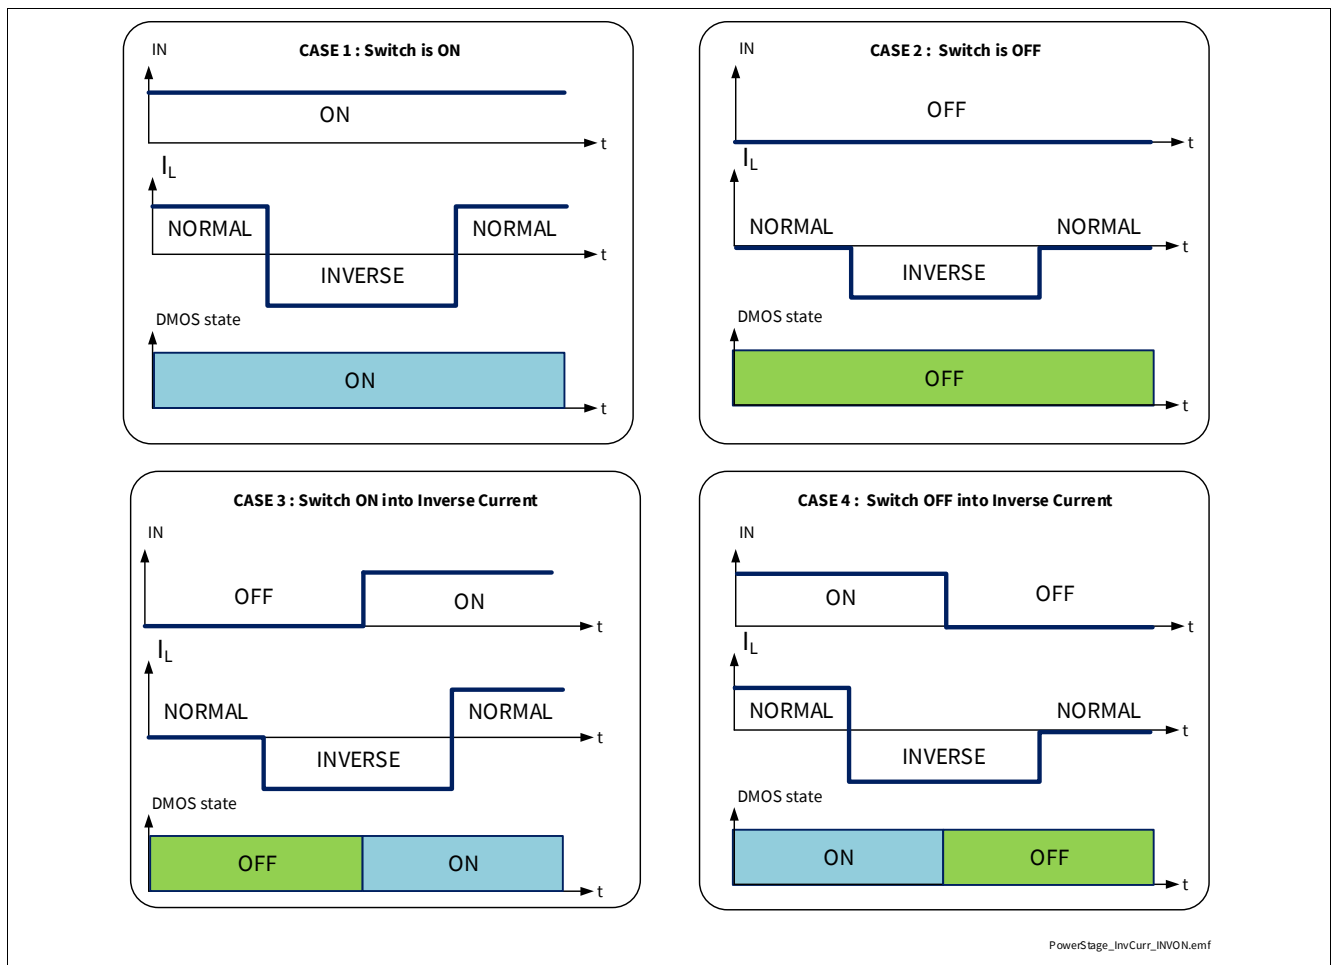 CASE 1 : Switch is ON
IN
ON
t
IL
NORMAL
NORMAL
INVERSE
t
DMOS state
ON
t
CASE 2 : Switch is OFF
IN
OFF
t
IL
NORMAL
NORMAL
INVERSE
t
DMOS state
OFF
t
CASE 3 : Switch ON into Inverse Current
IN
OFF
ON
t
IL
NORMAL
NORMAL
INVERSE
t
DMOS state
OFF
ON
t
CASE 4 : Switch OFF into Inverse Current
IN
ON
OFF
t
IL
NORMAL
NORMAL
INVERSE
t
DMOS state
ON
OFF
t
PowerStage_InvCurr_INVON.emf